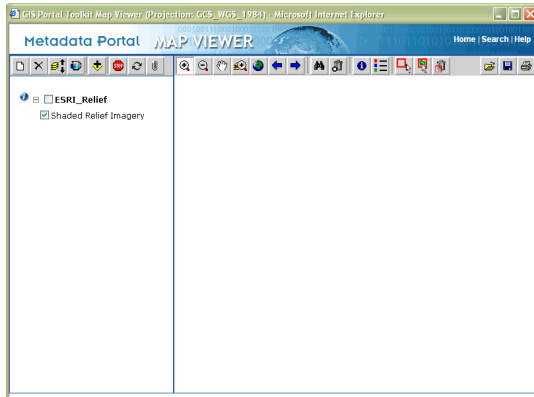 GIS Portal Toolkit Map Viewer (Projection: GCS_WGS_1984) - Microsoft Internet Explorer
Metadata Portal MAP VIEWER
Home | Search | Help
STOP
ESRI_Relief
Shaded Relief Imagery